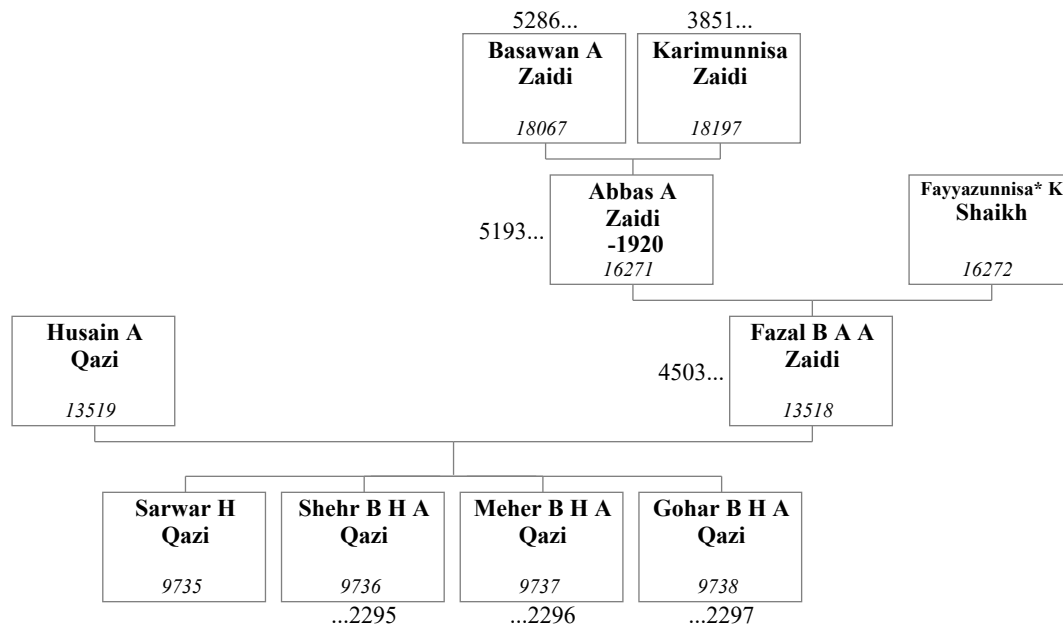 5286...
3851...
Basawan A
Zaidi
18067
Karimunnisa
Zaidi
18197
5193...
Abbas A
Zaidi
-1920
16271
Fayyazunnisa* K
Shaikh
16272
Husain A
Qazi
13519
4503...
Fazal B A A
Zaidi
13518
Sarwar H
Qazi
9735
Shehr B H A
Qazi
9736
...2295
Meher B H A
Qazi
9737
...2296
Gohar B H A
Qazi
9738
...2297